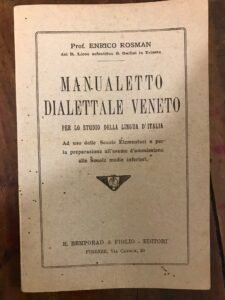 Prof. ENRICO ROSMAN
del R. Liceo scientifico G. Oberdan in Trieste
MANUALETTO
DIALETTALE VENETO
PER LO STUDIO DELLA LINGUA D'ITALIA
Ad uso delle Scuole Elementari e per
la preparazione all'esame d'ammissione
alle Scuole medie inferiori.
R. BEMPORAD & FIGLIO - EDITORI
FIRENZE, Via Cavour, 20